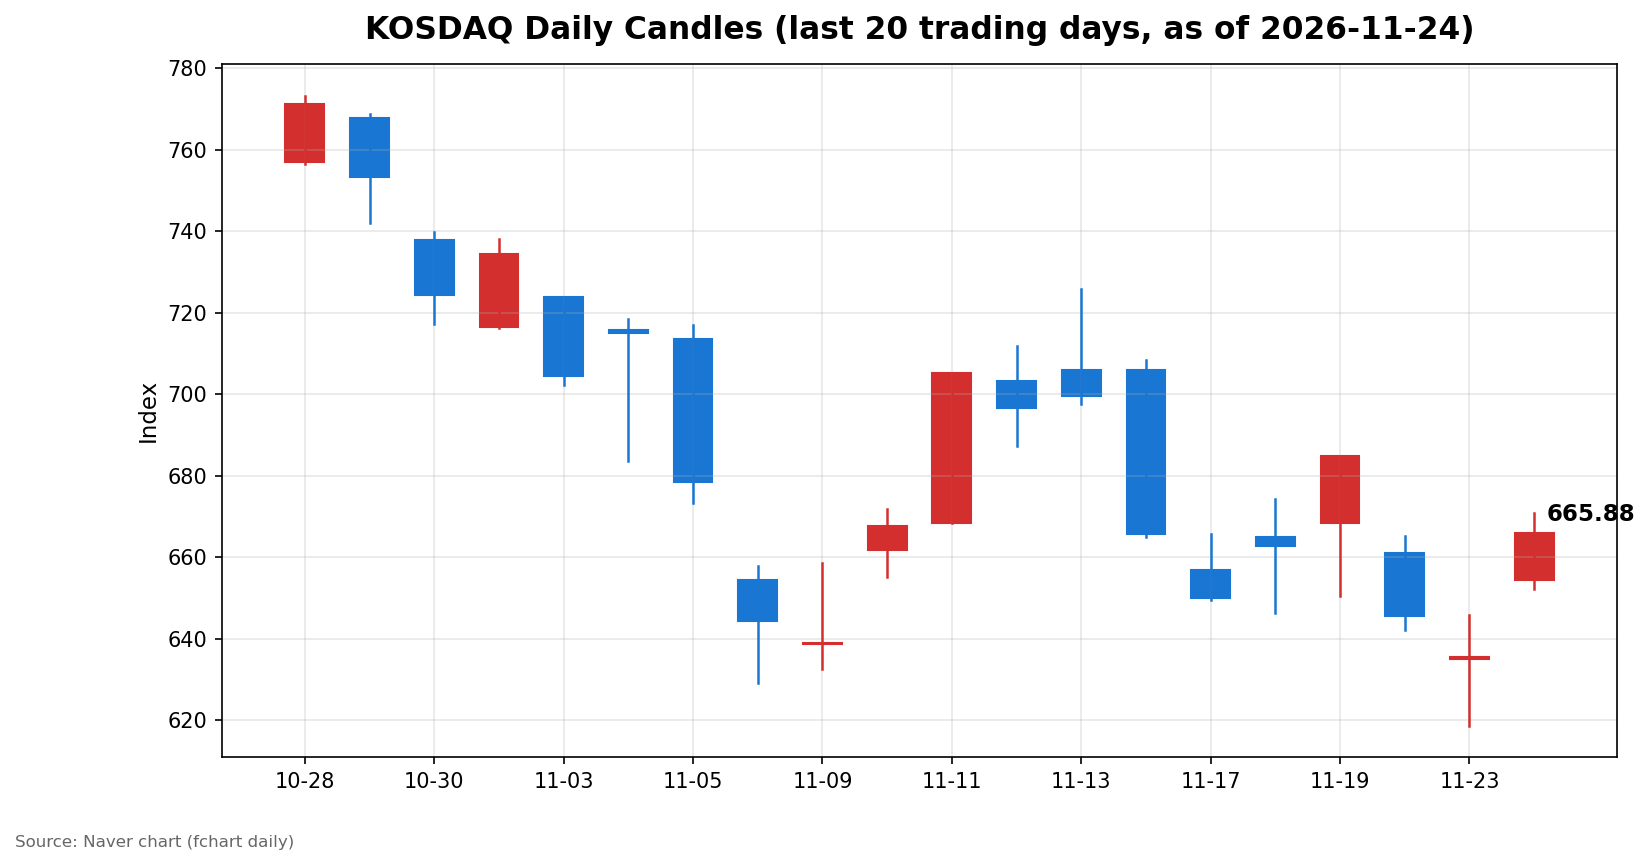 KOSDAQ Daily Candles (last 20 trading days, as of 2026-11-24)
780
760
740
720
700
680
660
640
620
Index
665.88
10-28 10-30 11-03 11-05 11-09 11-11 11-13 11-17 11-19 11-23
Source: Naver chart (fchart daily)